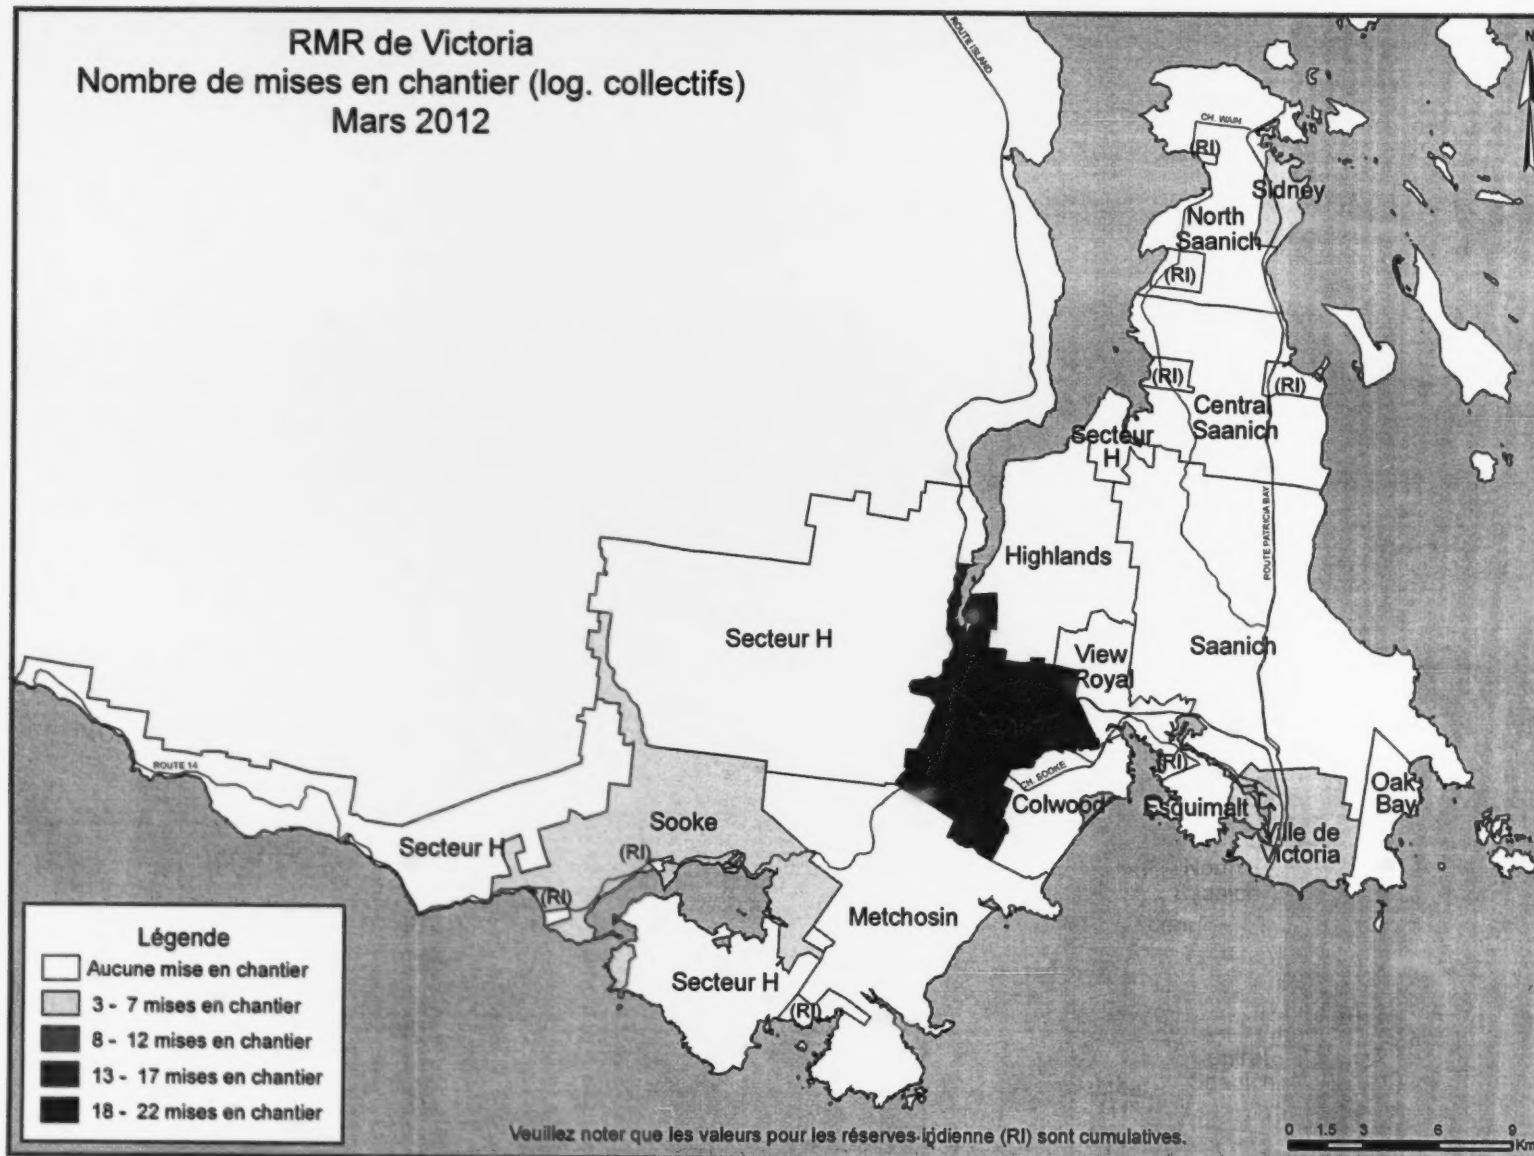 RMR de Victoria
Nombre de mises en chantier (log. collectifs)
Mars 2012
ROUTE ISLAND
N
CH. WAIM
(RI)
Sidney
North
Saanich
(RI)
(RI)
(RI)
Central
Saanich
Secteur
H
ROUTE PATRICIA BAY
Highlands
Secteur H
View
Royal
Saanich
ROUTE 14
(RI)
CH. SOOKE
Colwood
Esquimalt
Oak
Bay
Ville de
Victoria
Sooke
Secteur H
(RI)
(RI)
Metchosin
Secteur H
(RI)
Légende
Aucune mise en chantier
3 - 7 mises en chantier
8 - 12 mises en chantier
13 - 17 mises en chantier
18 - 22 mises en chantier
Veuillez noter que les valeurs pour les réserves indienne (RI) sont cumulatives.
0 1.5 3 6 9
Km